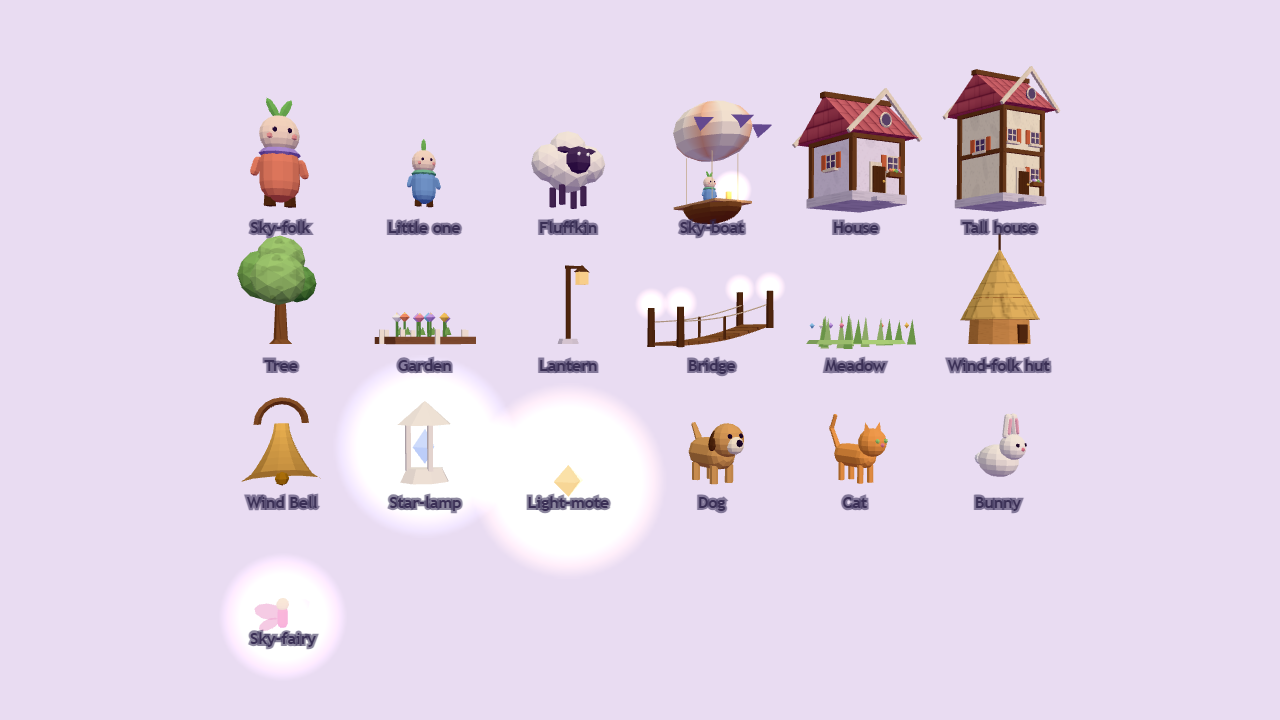 Sky-folk
Little one
Fluffkin
Sky-boat
House
Tall house
Tree
Garden
Lantern
Bridge
Meadow
Wind-folk hut
Wind Bell
Star-lamp
Light-mote
Dog
Cat
Bunny
Sky-fairy